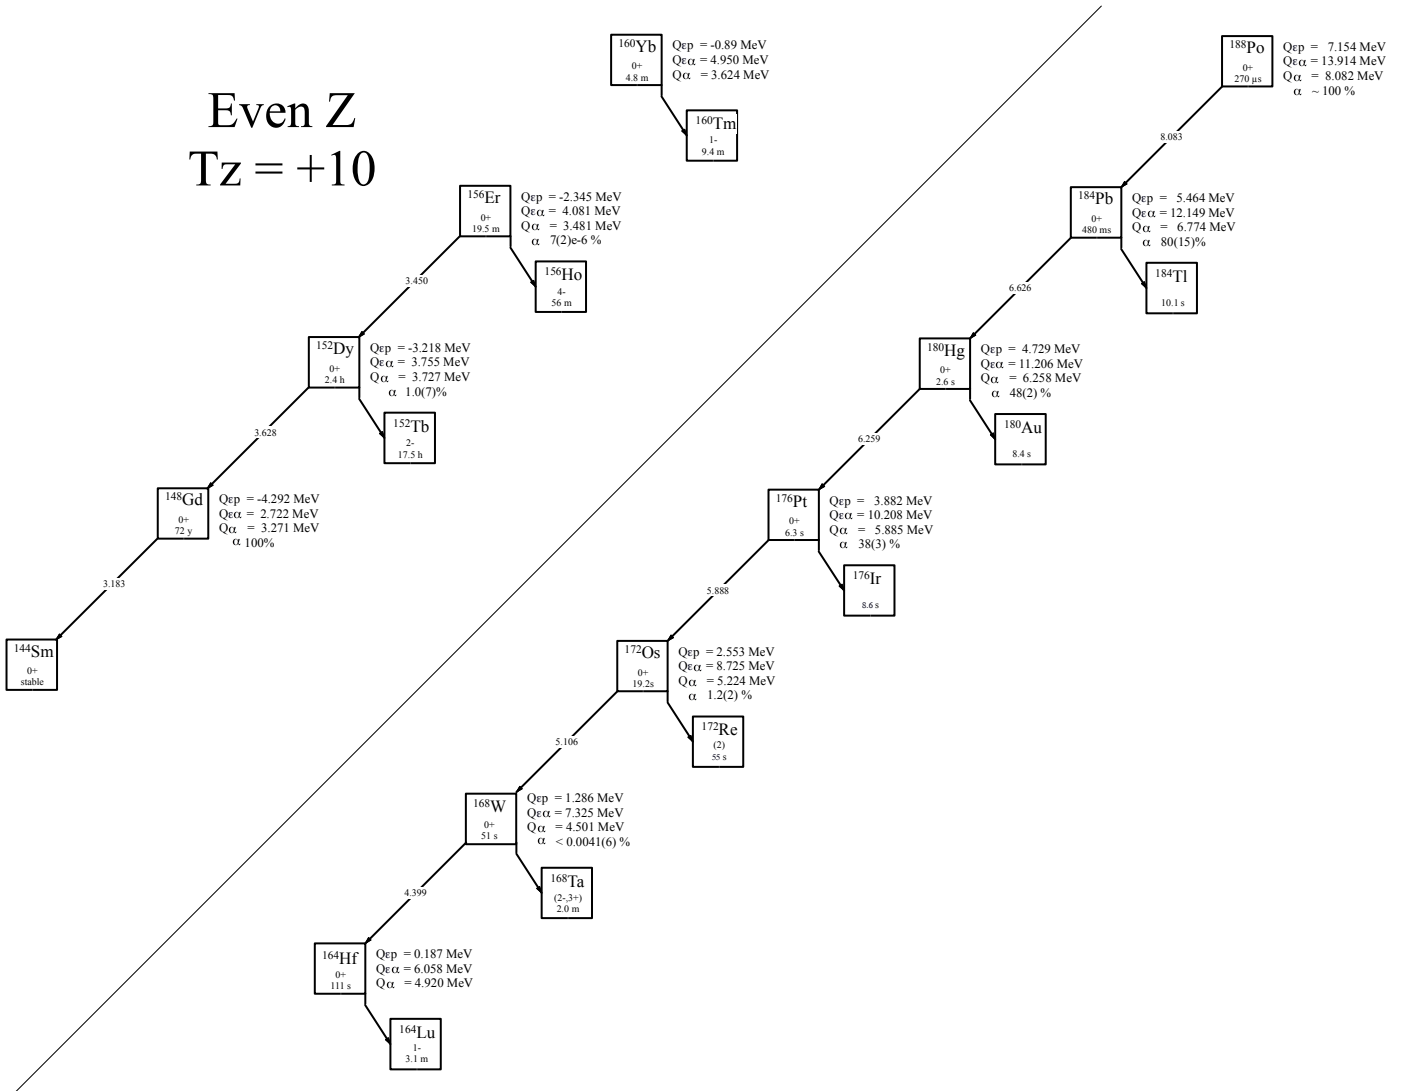 Even Z
Tz = +10
160Yb
0+
4.8 m
Qεp = -0.89 MeV
Qεα = 4.950 MeV
Qα = 3.624 MeV
160Tm
1-
9.4 m
156Er
0+
19.5 m
Qεp = -2.345 MeV
Qεα = 4.081 MeV
Qα = 3.481 MeV
α 7(2)e-6 %
156Ho
4-
56 m
3.450
152Dy
0+
2.4 h
Qεp = -3.218 MeV
Qεα = 3.755 MeV
Qα = 3.727 MeV
α 1.0(7)%
152Tb
2-
17.5 h
3.628
148Gd
0+
72 y
Qεp = -4.292 MeV
Qεα = 2.722 MeV
Qα = 3.271 MeV
α 100%
3.183
144Sm
0+
stable
188Po
0+
270 µs
Qεp = 7.154 MeV
Qεα = 13.914 MeV
Qα = 8.082 MeV
α ~ 100 %
8.083
184Pb
0+
480 ms
Qεp = 5.464 MeV
Qεα = 12.149 MeV
Qα = 6.774 MeV
α 80(15)%
184Tl
10.1 s
6.626
180Hg
0+
2.6 s
Qεp = 4.729 MeV
Qεα = 11.206 MeV
Qα = 6.258 MeV
α 48(2) %
180Au
8.4 s
6.259
176Pt
0+
6.3 s
Qεp = 3.882 MeV
Qεα = 10.208 MeV
Qα = 5.885 MeV
α 38(3) %
176Ir
8.6 s
5.888
172Os
0+
19.2s
Qεp = 2.553 MeV
Qεα = 8.725 MeV
Qα = 5.224 MeV
α 1.2(2) %
172Re
(2)
55 s
5.106
168W
0+
51 s
Qεp = 1.286 MeV
Qεα = 7.325 MeV
Qα = 4.501 MeV
α < 0.0041(6) %
168Ta
(2-,3+)
2.0 m
4.399
164Hf
0+
111 s
Qεp = 0.187 MeV
Qεα = 6.058 MeV
Qα = 4.920 MeV
164Lu
1-
3.1 m